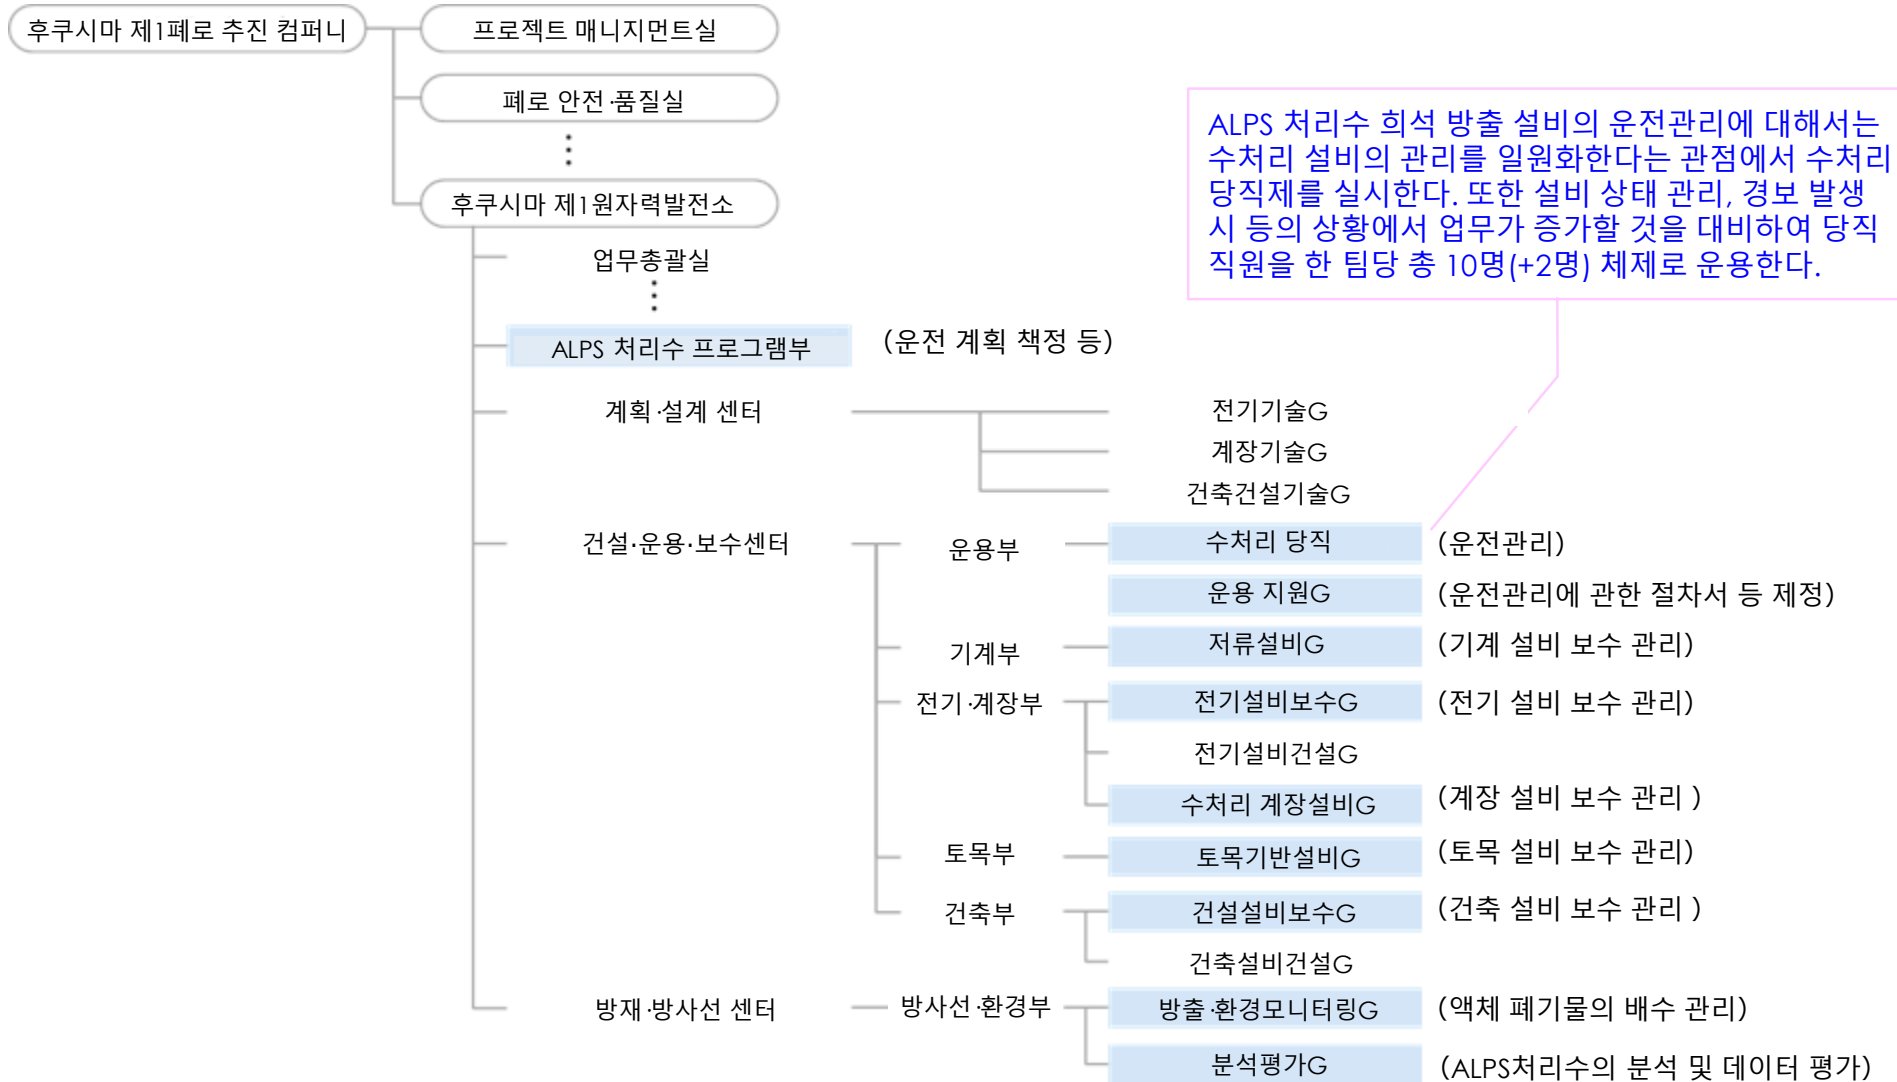 후쿠시마 제1폐로 추진 컴퍼니
프로젝트 매니지먼트실
폐로 안전·품질실
후쿠시마 제1원자력발전소
ALPS 처리수 희석 방출 설비의 운전관리에 대해서는
수처리 설비의 관리를 일원화한다는 관점에서 수처리
당직제를 실시한다. 또한 설비 상태 관리, 경보 발생
시 등의 상황에서 업무가 증가할 것을 대비하여 당직
직원을 한 팀당 총 10명(+2명) 체제로 운용한다.
업무총괄실
ALPS 처리수 프로그램부
(운전 계획 책정 등)
계획·설계 센터
전기기술G
계장기술G
건축건설기술G
건설·운용·보수센터
운용부
수처리 당직
(운전관리)
운용 지원G
(운전관리에 관한 절차서 등 제정)
기계부
저류설비G
(기계 설비 보수 관리)
전기·계장부
전기설비보수G
(전기 설비 보수 관리)
전기설비건설G
수처리 계장설비G
(계장 설비 보수 관리 )
토목부
토목기반설비G
(토목 설비 보수 관리)
건축부
건설설비보수G
(건축 설비 보수 관리 )
건축설비건설G
방재·방사선 센터
방사선·환경부
방출·환경모니터링G
(액체 폐기물의 배수 관리)
분석평가G
(ALPS처리수의 분석 및 데이터 평가)